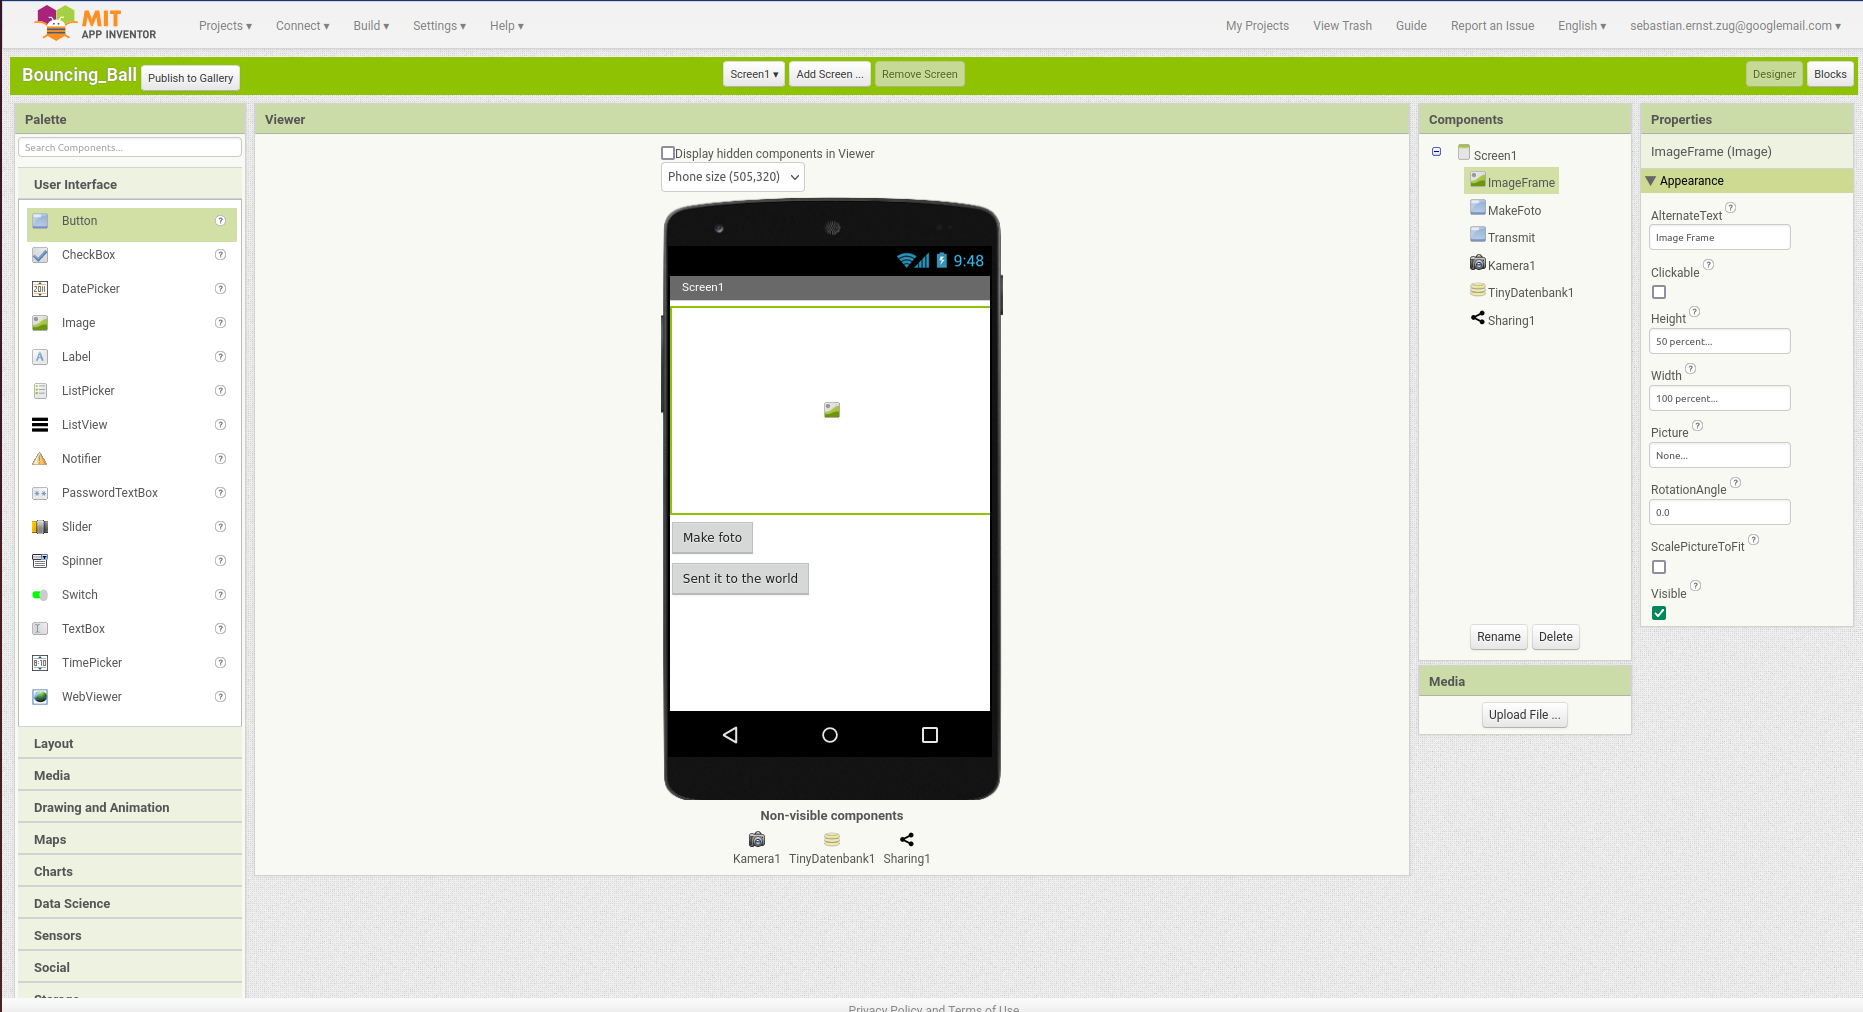 MIT
APP INVENTOR
Projects ▾ Connect ▾ Build ▾ Settings ▾ Help ▾ My Projects View Trash Guide Report an Issue English ▾ sebastian.ernst.zug@googlemail.com ▾
Bouncing_Ball Publish to Gallery Screen1 ▾ Add Screen ... Remove Screen Designer Blocks
Palette
Search Components...
User Interface
Button ?
CheckBox ?
DatePicker ?
Image ?
Label ?
ListPicker ?
ListView ?
Notifier ?
PasswordTextBox ?
Slider ?
Spinner ?
Switch ?
TextBox ?
TimePicker ?
WebViewer ?
Layout
Media
Drawing and Animation
Maps
Charts
Data Science
Sensors
Social
Storage
Viewer
Display hidden components in Viewer
Phone size (505,320)
9:48
Screen1
Make foto
Sent it to the world
Non-visible components
Kamera1 TinyDatenbank1 Sharing1
Components
Screen1
ImageFrame
MakeFoto
Transmit
Kamera1
TinyDatenbank1
Sharing1
Rename Delete
Media
Upload File ...
Properties
ImageFrame (Image)
Appearance
AlternateText ?
Image Frame
Clickable ?
Height ?
50 percent...
Width ?
100 percent...
Picture ?
None...
RotationAngle ?
0.0
ScalePictureToFit ?
Visible ?
Privacy Policy and Terms of Use